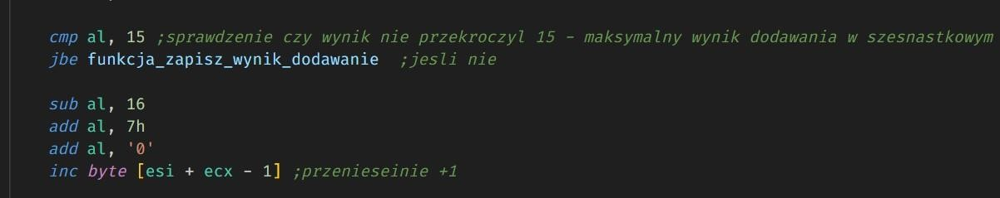 cmp al, 15 ;sprawdzenie czy wynik nie przekroczyl 15 - maksymalny wynik dodawania w szesnastkowym
jbe funkcja_zapisz_wynik_dodawanie ;jesli nie
sub al, 16
add al, 7h
add al, '0'
inc byte [esi + ecx - 1] ;przenieseinie +1